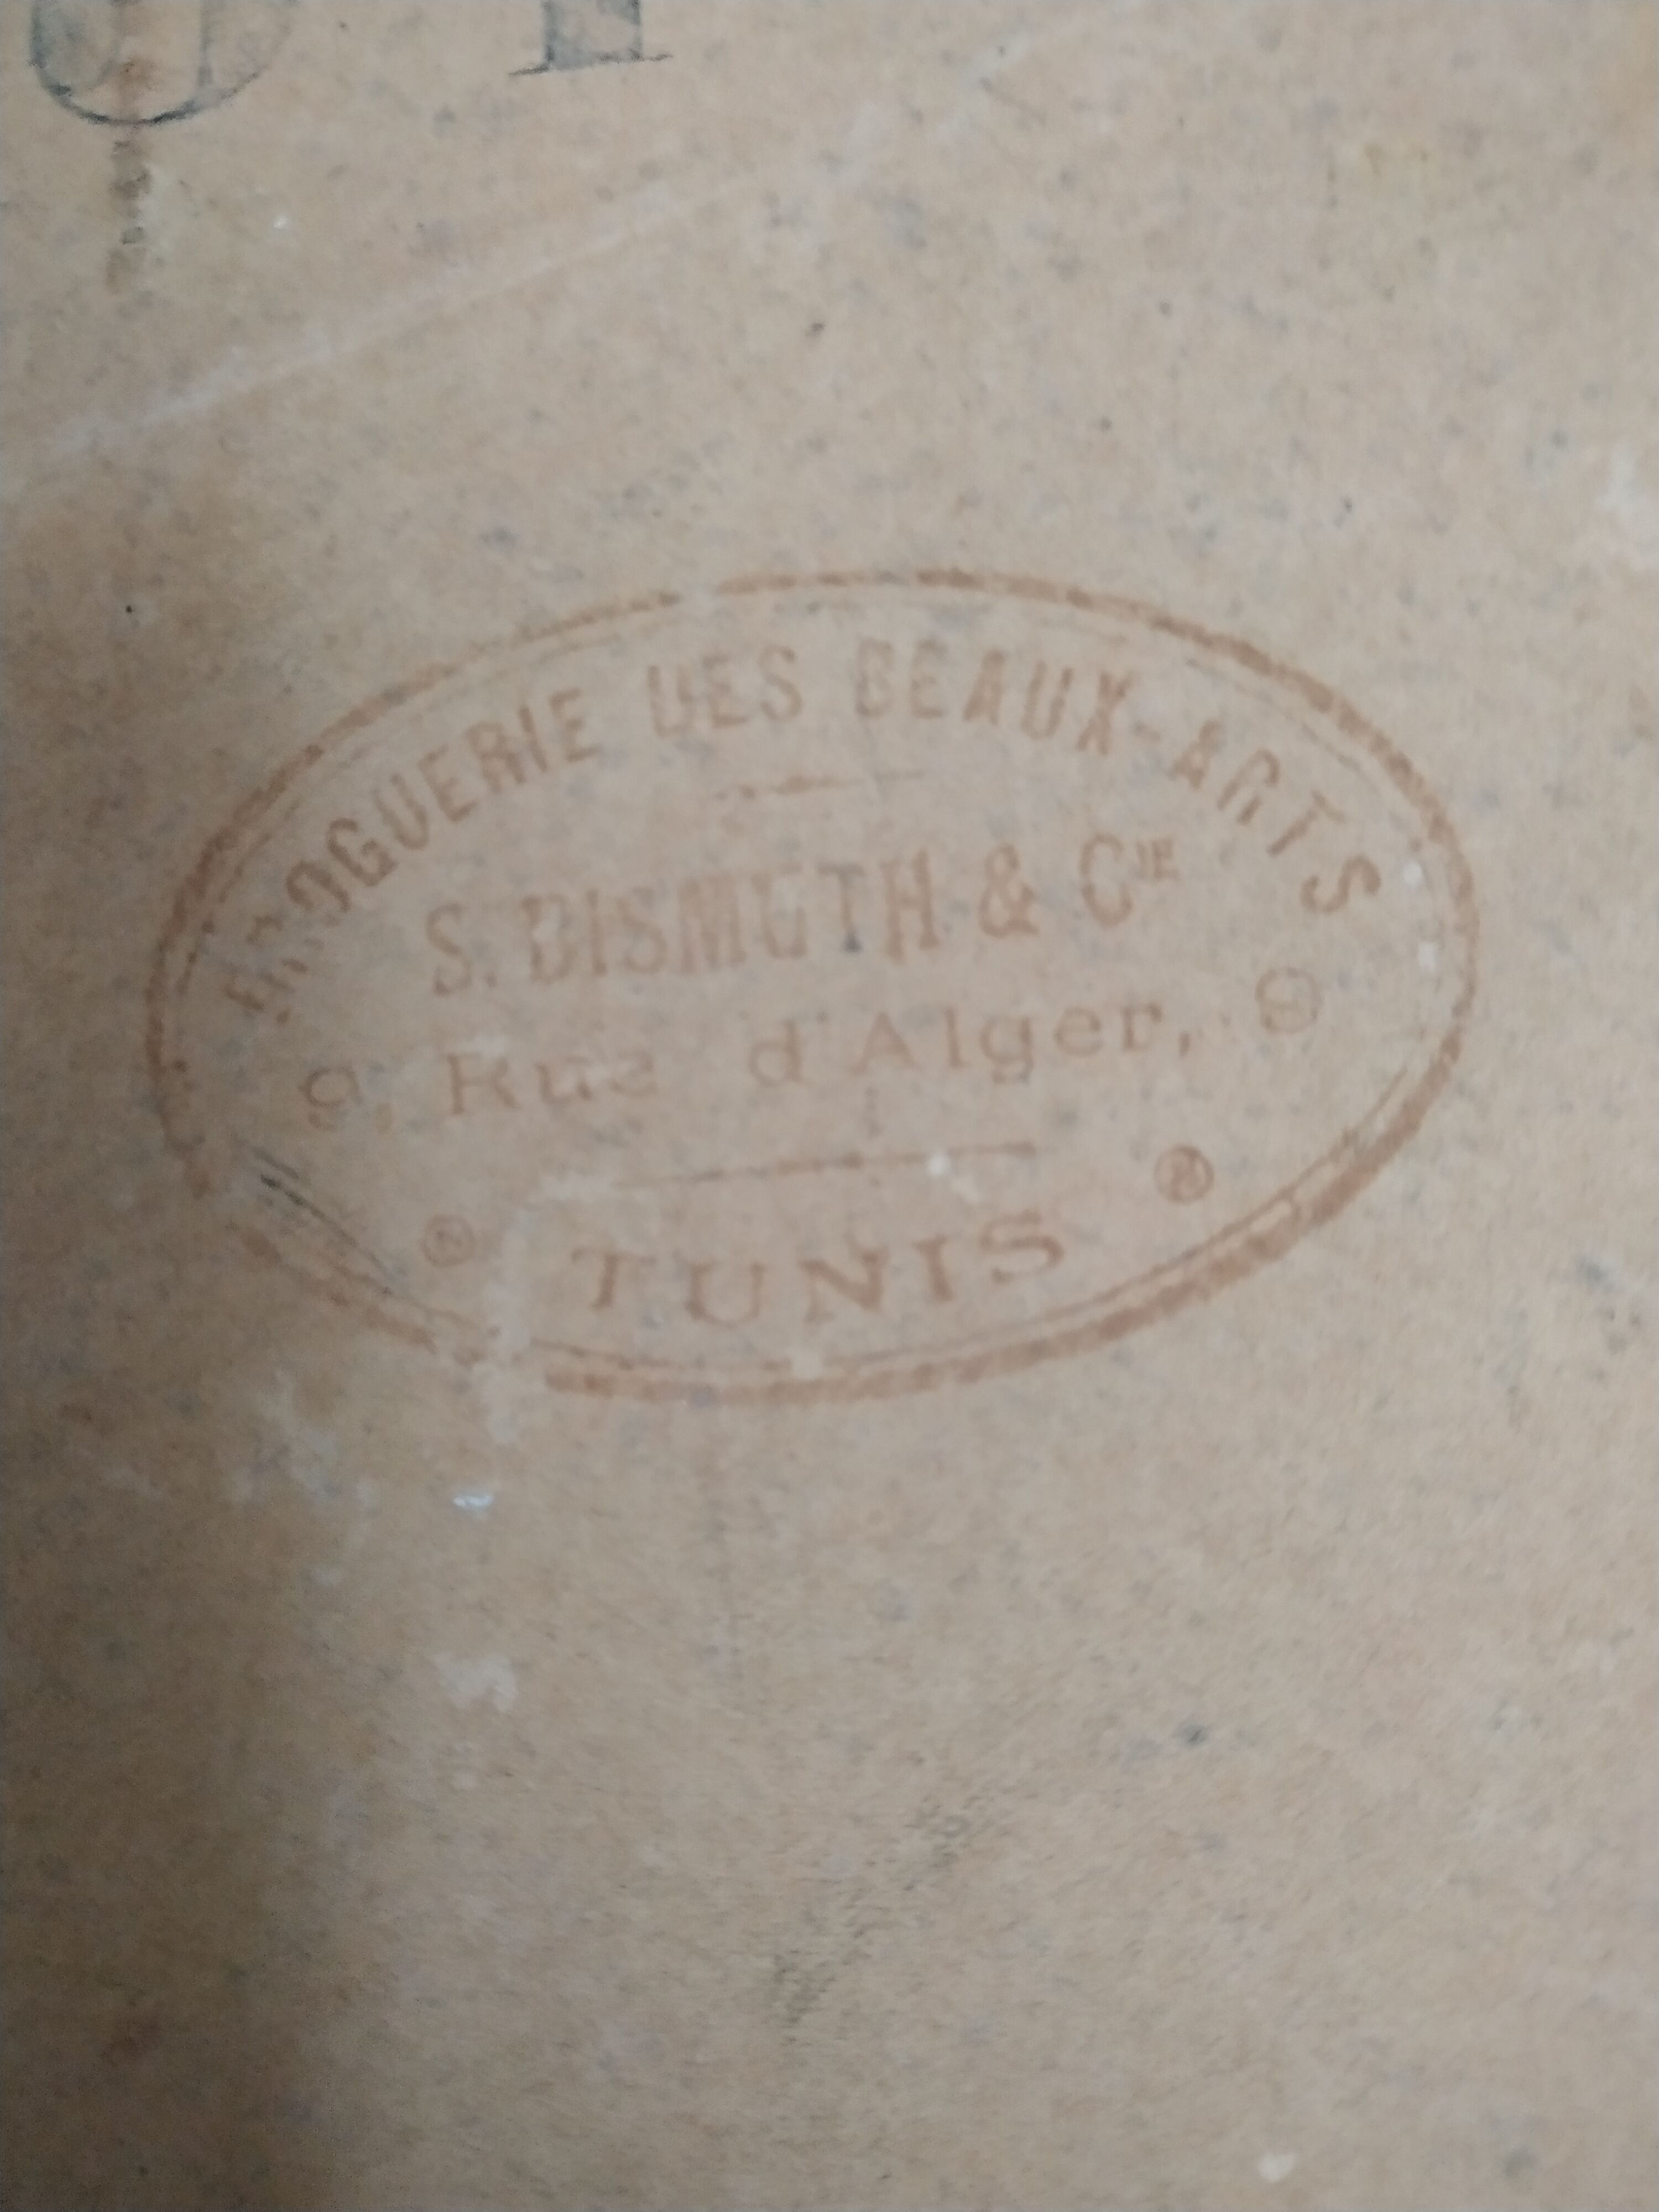 DROGUERIE DES BEAUX-ARTS
S. BISMUTH & CIE
9, Rue d'Alger, 9
TUNIS